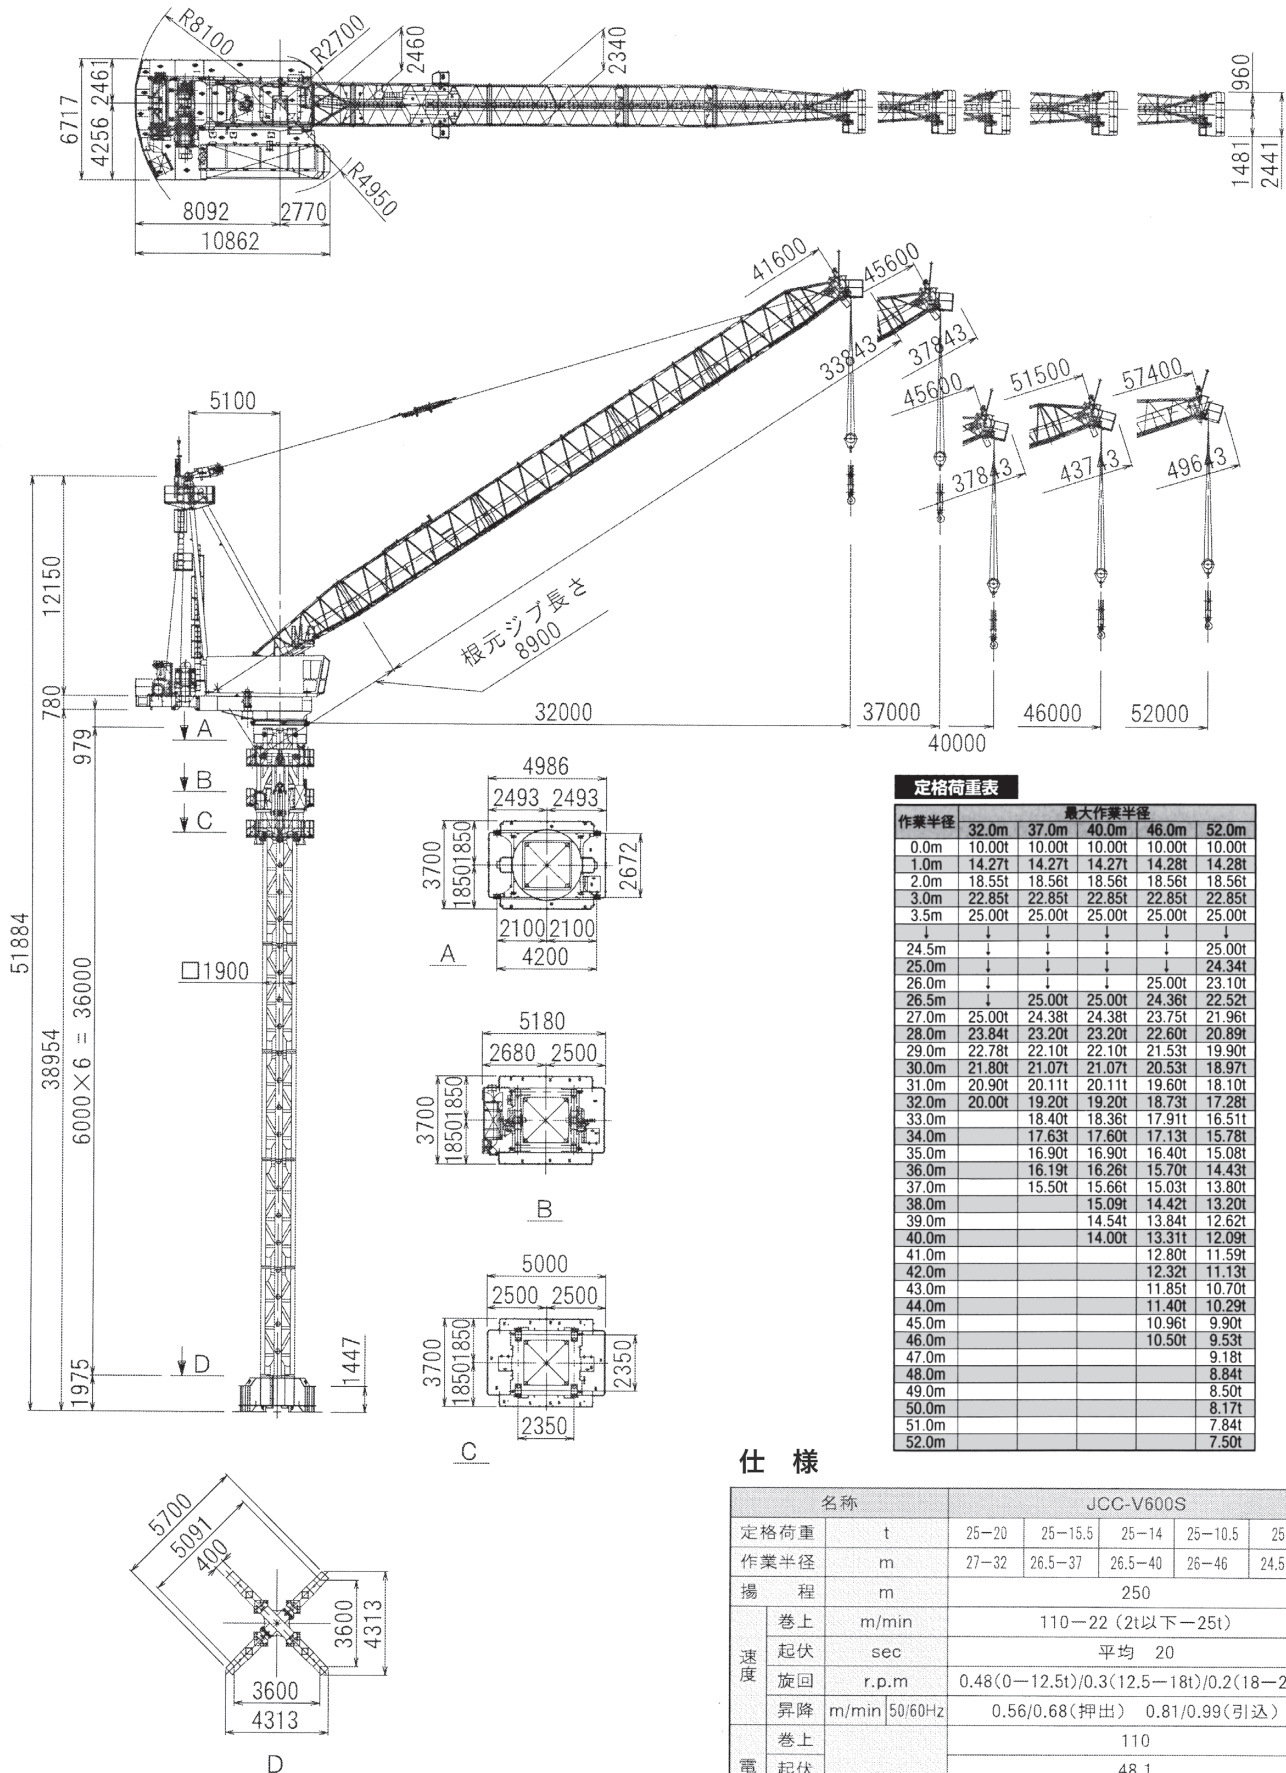 R8100
R2700
2460
2340
960
6717
2461
4256
R4950
1481
2441
8092
2770
10862
41600
45600
33843
37843
5100
45600
51500
57400
37843
43743
49643
12150
根元ジブ長さ
8900
780
32000
37000
46000
52000
40000
979
A
B
C
4986
2493 2493
3700
1850 1850
2672
2100 2100
4200
A
51884
38954
6000×6 = 36000
□1900
5180
2680 2500
3700
1850 1850
B
5000
2500 2500
3700
1850 1850
2350
2350
C
1975
D
1447
5700
5091
400
3600
4313
3600
4313
D
定格荷重表
作業半径 最大作業半径
32.0m 37.0m 40.0m 46.0m 52.0m
0.0m 10.00t 10.00t 10.00t 10.00t 10.00t
1.0m 14.27t 14.27t 14.27t 14.28t 14.28t
2.0m 18.55t 18.56t 18.56t 18.56t 18.56t
3.0m 22.85t 22.85t 22.85t 22.85t 22.85t
3.5m 25.00t 25.00t 25.00t 25.00t 25.00t
↓ ↓ ↓ ↓ ↓ ↓
24.5m ↓ ↓ ↓ ↓ 25.00t
25.0m ↓ ↓ ↓ ↓ 24.34t
26.0m ↓ ↓ ↓ 25.00t 23.10t
26.5m ↓ 25.00t 25.00t 24.36t 22.52t
27.0m 25.00t 24.38t 24.38t 23.75t 21.96t
28.0m 23.84t 23.20t 23.20t 22.60t 20.89t
29.0m 22.78t 22.10t 22.10t 21.53t 19.90t
30.0m 21.80t 21.07t 21.07t 20.53t 18.97t
31.0m 20.90t 20.11t 20.11t 19.60t 18.10t
32.0m 20.00t 19.20t 19.20t 18.73t 17.28t
33.0m 18.40t 18.36t 17.91t 16.51t
34.0m 17.63t 17.60t 17.13t 15.78t
35.0m 16.90t 16.90t 16.40t 15.08t
36.0m 16.19t 16.26t 15.70t 14.43t
37.0m 15.50t 15.66t 15.03t 13.80t
38.0m 15.09t 14.42t 13.20t
39.0m 14.54t 13.84t 12.62t
40.0m 14.00t 13.31t 12.09t
41.0m 12.80t 11.59t
42.0m 12.32t 11.13t
43.0m 11.85t 10.70t
44.0m 11.40t 10.29t
45.0m 10.96t 9.90t
46.0m 10.50t 9.53t
47.0m 9.18t
48.0m 8.84t
49.0m 8.50t
50.0m 8.17t
51.0m 7.84t
52.0m 7.50t
仕 様
名称 JCC-V600S
定格荷重 t 25-20 25-15.5 25-14 25-10.5 25
作業半径 m 27-32 26.5-37 26.5-40 26-46 24.5
揚 程 m 250
速度 巻上 m/min 110-22 (2t以下-25t)
起伏 sec 平均 20
旋回 r.p.m 0.48(0-12.5t)/0.3(12.5-18t)/0.2(18-2
昇降 m/min 50/60Hz 0.56/0.68(押出) 0.81/0.99(引込)
電 巻上 110
起伏 48.1